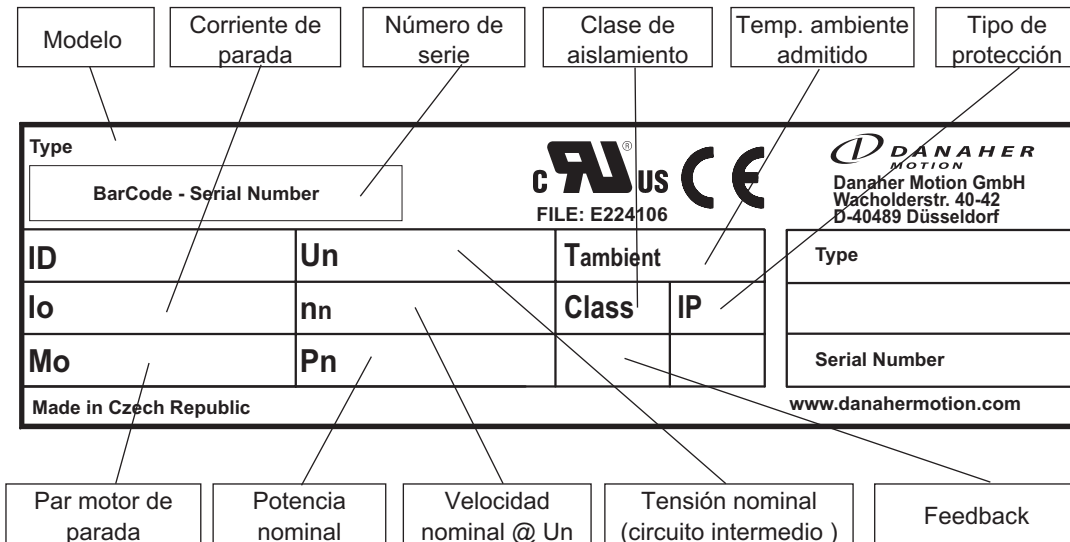 Modelo
Corriente de
parada
Número de
serie
Clase de
aislamiento
Temp. ambiente
admitido
Tipo de
protección
Type
BarCode - Serial Number
C RU ® US
CE
FILE: E224106
DANAHER
MOTION
Danaher Motion GmbH
Wacholderstr. 40-42
D-40489 Düsseldorf
ID
Un
Tambient
Type
Io
nn
Class
IP
Mo
Pn
Serial Number
Made in Czech Republic
www.danahermotion.com
Par motor de
parada
Potencia
nominal
Velocidad
nominal @ Un
Tensión nominal
(circuito intermedio )
Feedback